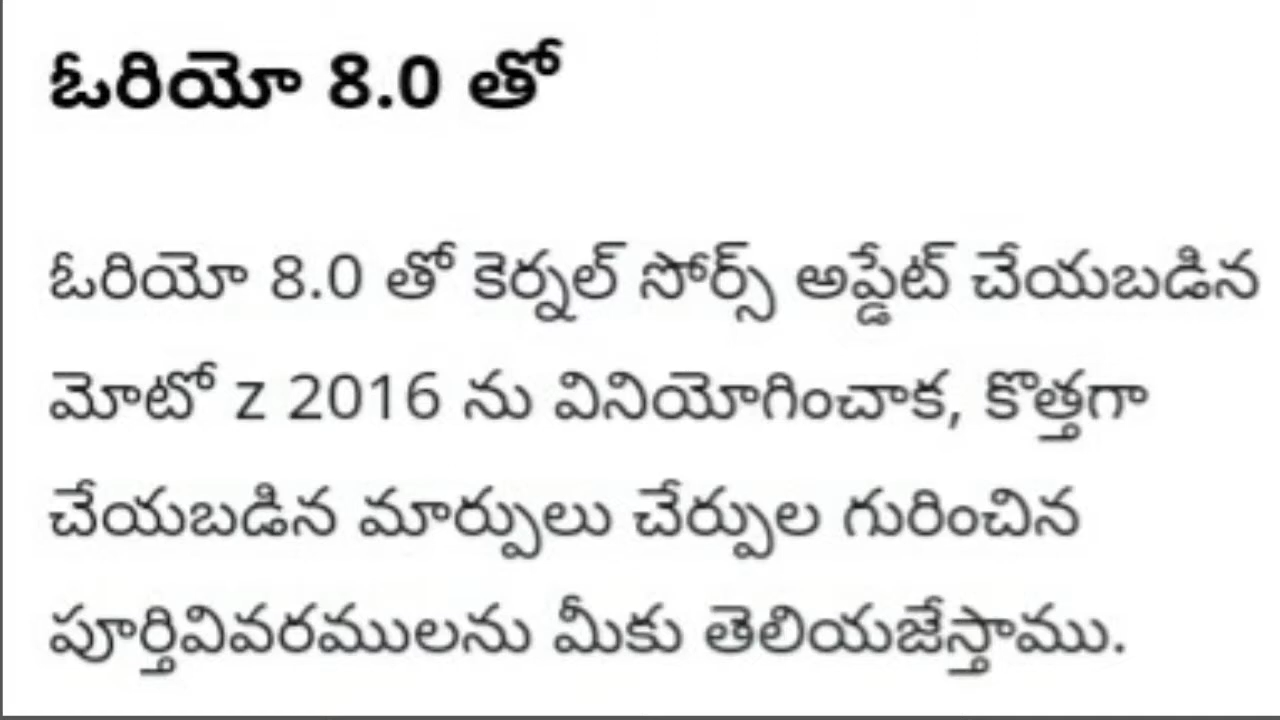 ఓరియో 8.0 తో
ఓరియో 8.0 తో కెర్నల్ సోర్స్ అప్డేట్ చేయబడిన
మోటో z 2016 ను వినియోగించాక, కొత్తగా
చేయబడిన మార్పులు చేర్పుల గురించిన
పూర్తివివరములను మీకు తెలియజేస్తాము.